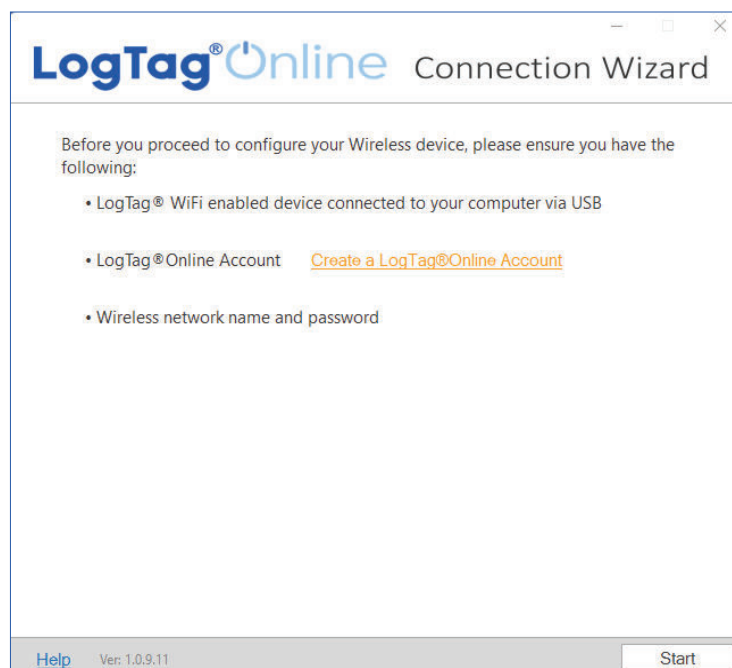 LogTag®Online Connection Wizard
Before you proceed to configure your Wireless device, please ensure you have the
following:
• LogTag® WiFi enabled device connected to your computer via USB
• LogTag®Online Account Create a LogTag®Online Account
• Wireless network name and password
Help Ver: 1.0.9.11 Start